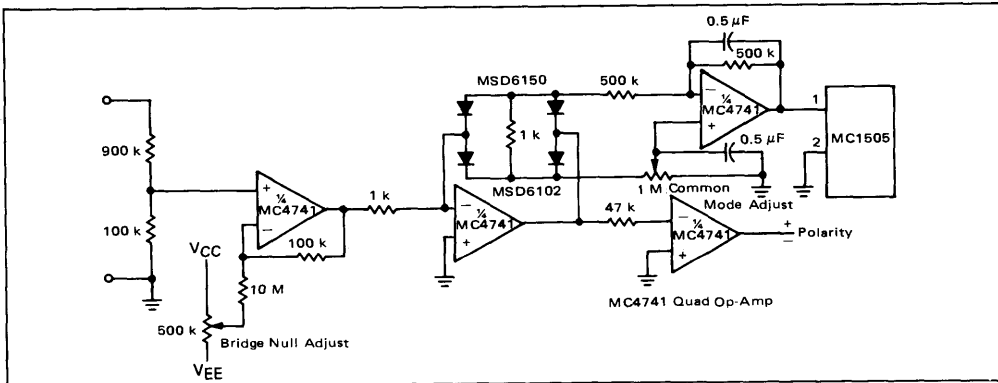 0.5 µF
500 k
MSD6150
500 k
−
¼
MC4741
+
1
2
MC1505
900 k
1 k
0.5 µF
MSD6102
1 M Common
Mode Adjust
+
¼
MC4741
−
1 k
−
¼
MC4741
+
47 k
−
¼
MC4741
+
+
−
Polarity
100 k
100 k
VCC
10 M
MC4741 Quad Op-Amp
500 k
Bridge Null Adjust
VEE